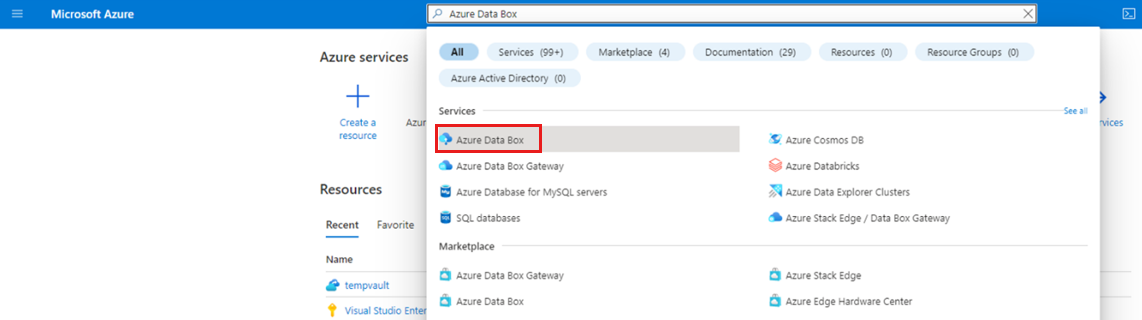 Microsoft Azure
Azure Data Box
All
Services (99+)
Marketplace (4)
Documentation (29)
Resources (0)
Resource Groups (0)
Azure Active Directory (0)
Azure services
Create a
resource
Services
See all
Azure Data Box
Azure Cosmos DB
Azure Data Box Gateway
Azure Databricks
Azure Database for MySQL servers
Azure Data Explorer Clusters
SQL databases
Azure Stack Edge / Data Box Gateway
Marketplace
Azure Data Box Gateway
Azure Stack Edge
Azure Data Box
Azure Edge Hardware Center
Resources
Recent
Favorite
Name
tempvault
Visual Studio Enter